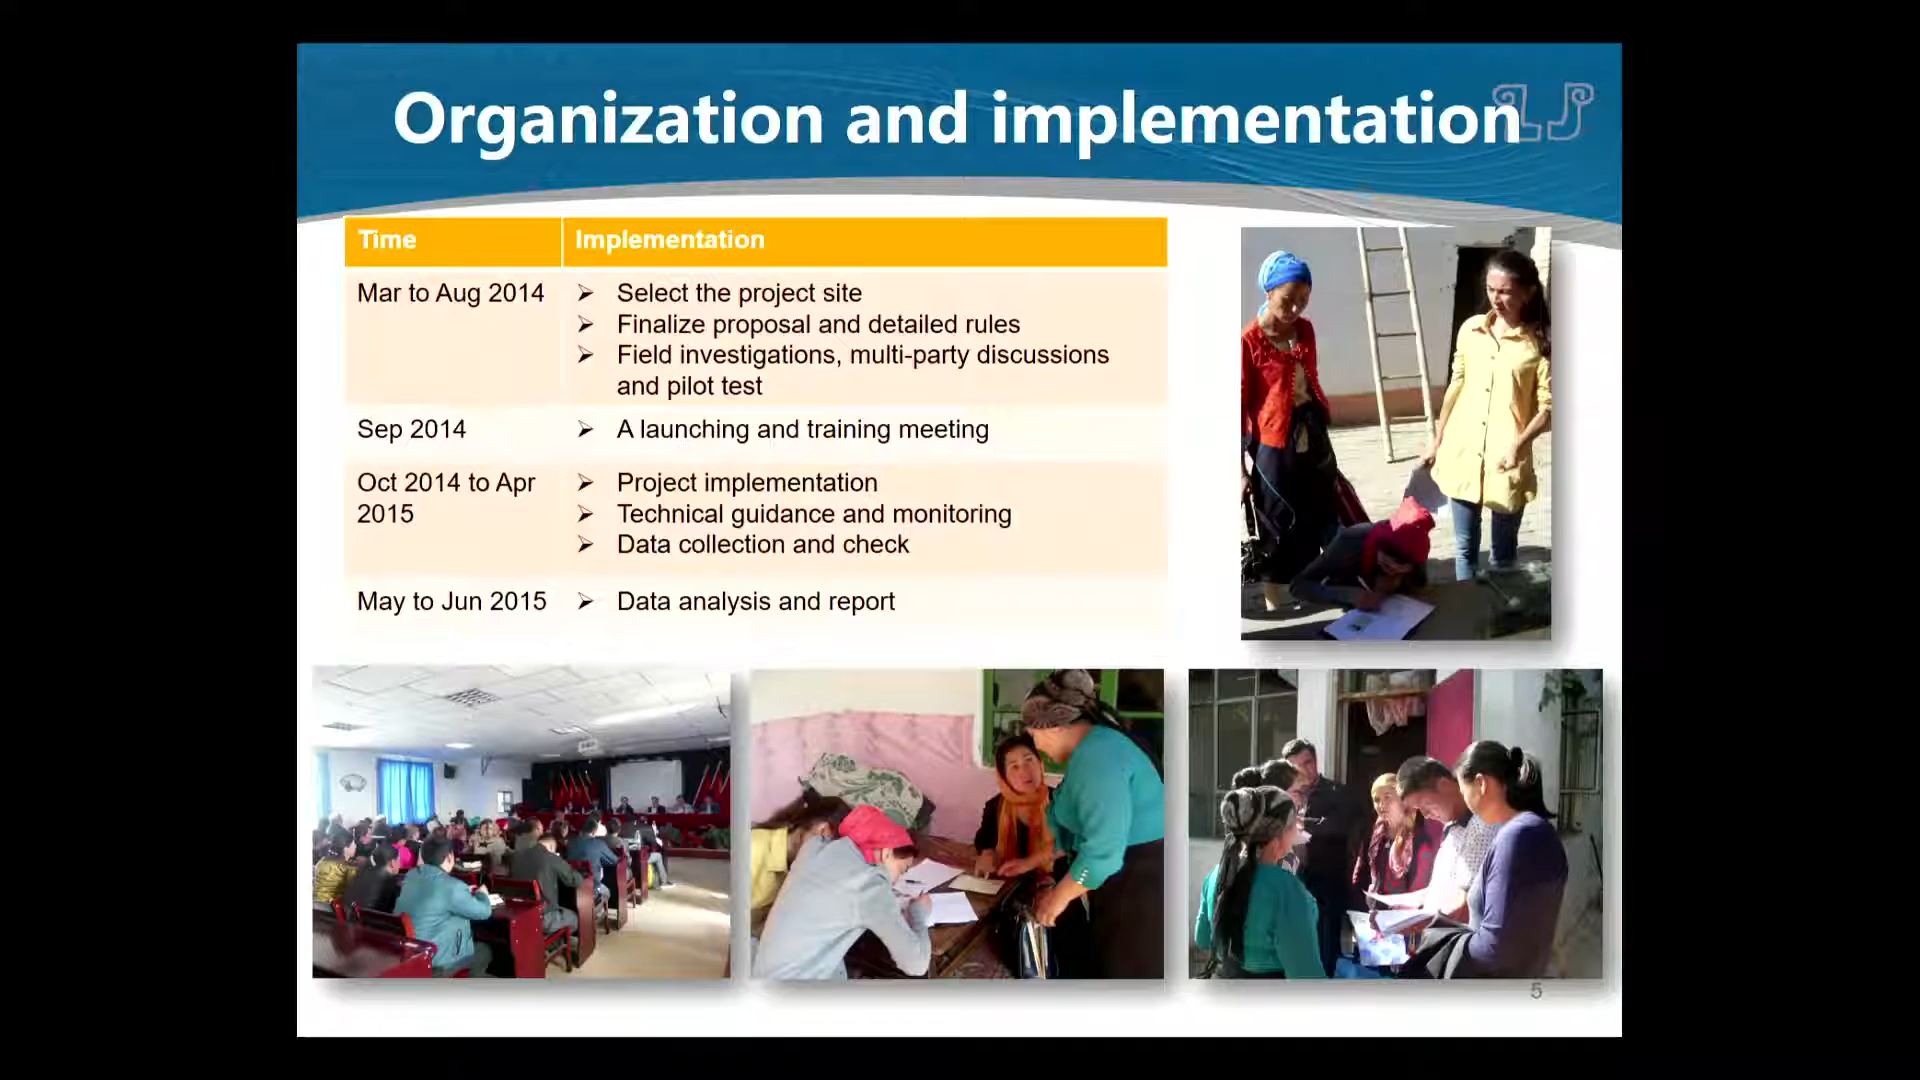 Organization and implementation
Time
Implementation
Mar to Aug 2014
➢ Select the project site
➢ Finalize proposal and detailed rules
➢ Field investigations, multi-party discussions
and pilot test
Sep 2014
➢ A launching and training meeting
Oct 2014 to Apr
2015
➢ Project implementation
➢ Technical guidance and monitoring
➢ Data collection and check
May to Jun 2015
➢ Data analysis and report
5